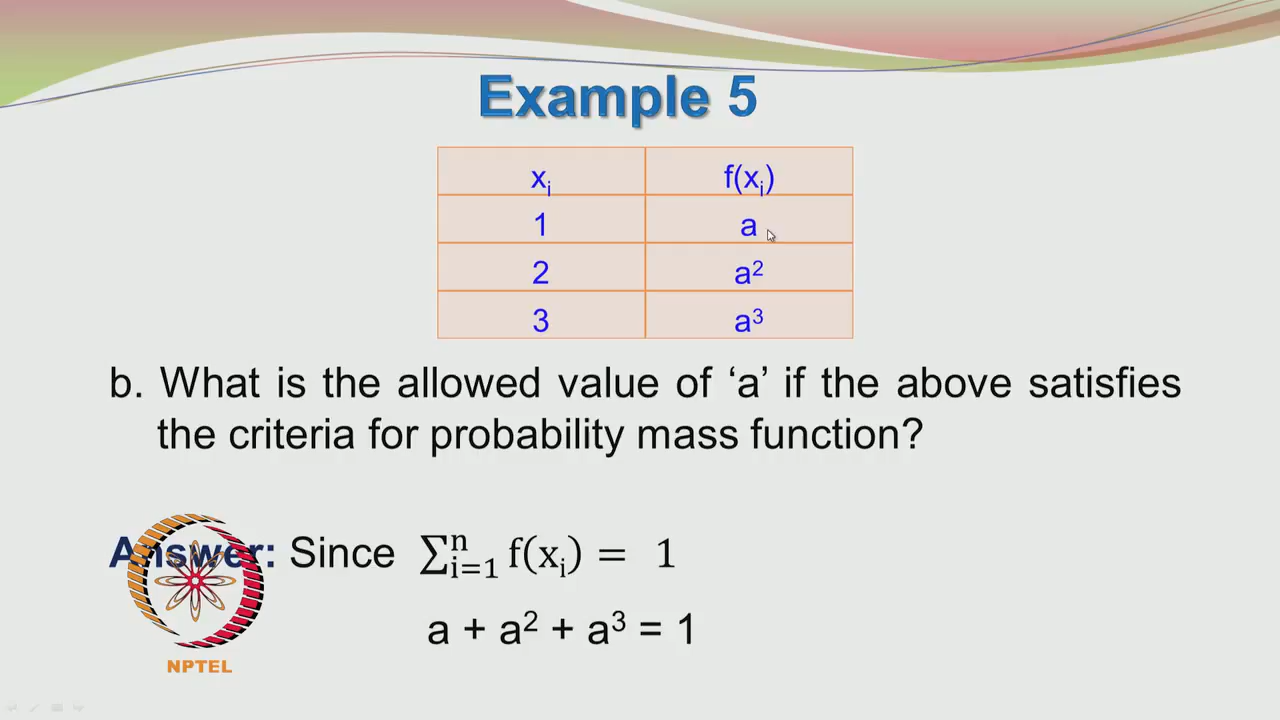 Example 5
xᵢ f(xᵢ)
1 a
2 a²
3 a³
b. What is the allowed value of ‘a’ if the above satisfies
the criteria for probability mass function?
Answer: Since ∑ⁿᵢ₌₁ f(xᵢ) = 1
a + a² + a³ = 1
NPTEL